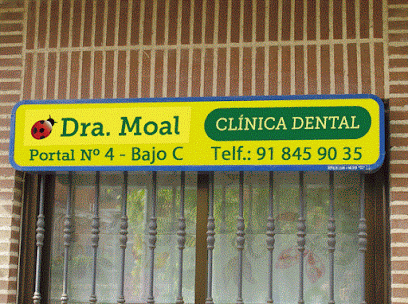 Dra. Moal
CLÍNICA DENTAL
Portal Nº 4 - Bajo C
Telf.: 91 845 90 35